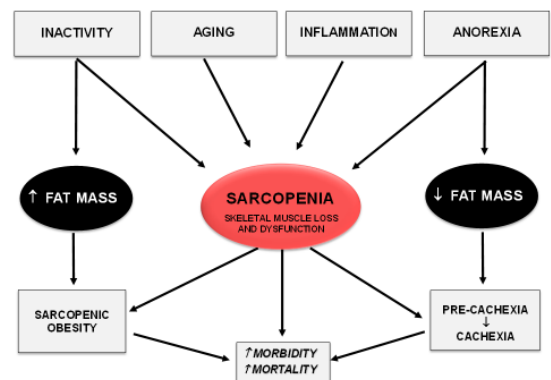 INACTIVITY
AGING
INFLAMMATION
ANOREXIA
↑ FAT MASS
SARCOPENIA
SKELETAL MUSCLE LOSS
AND DYSFUNCTION
↓ FAT MASS
SARCOPENIC
OBESITY
↑MORBIDITY
↑MORTALITY
PRE-CACHEXIA
↓
CACHEXIA